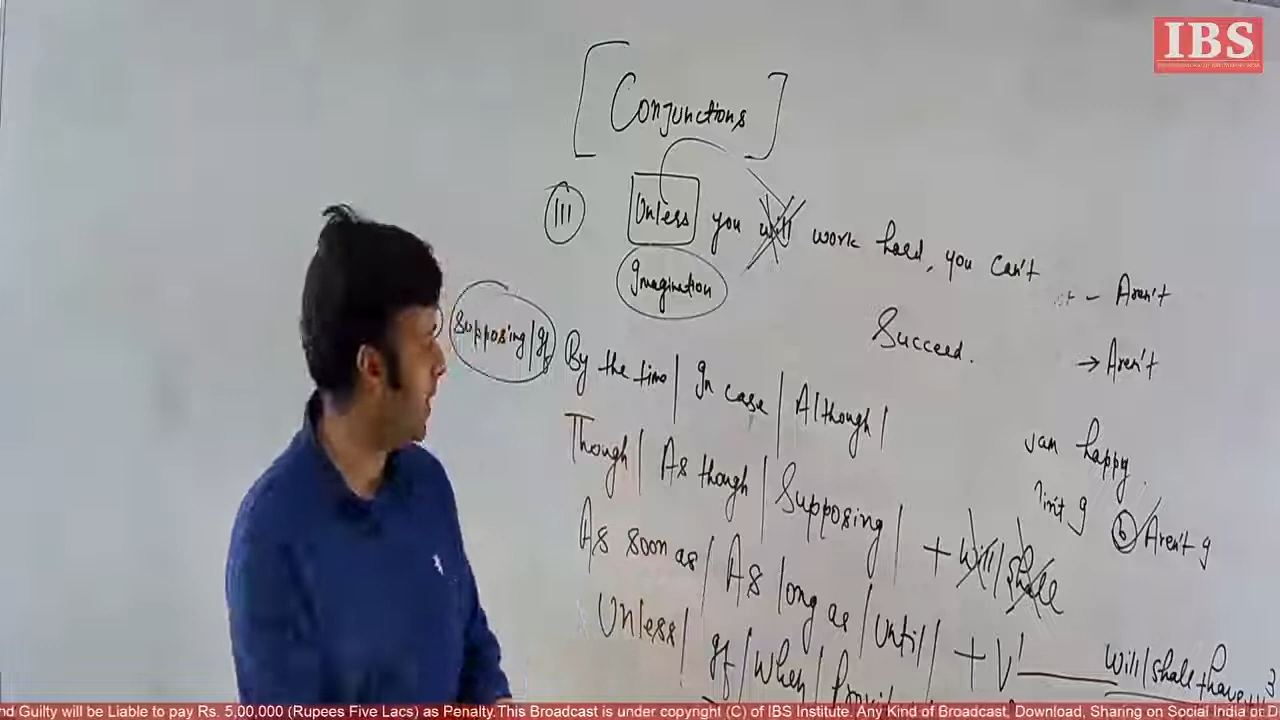 IBS
[Conjunctions]
III Unless you will work hard, you can't
Succeed.
Imagination
Supposing/If
By the time | In case | Although |
Though | As though | Supposing | + will/shall
As soon as | As long as | Until | + V'
Unless | If | When |
will/shall + have
– Aren't
→ Aren't
am happy.
b Aren't I
nd Guilty will be Liable to pay Rs. 5,00,000 (Rupees Five Lacs) as Penalty.This Broadcast is under copyright (C) of IBS Institute. Any Kind of Broadcast, Download, Sharing on Social India ot D